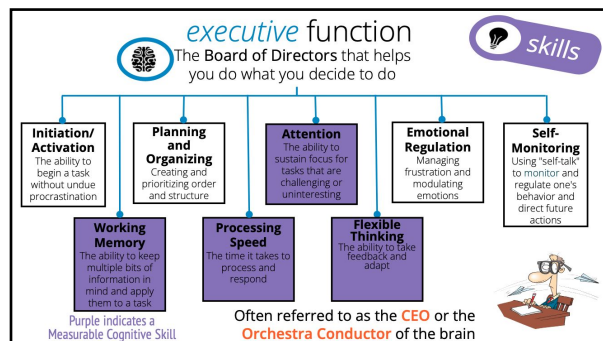 executive function
skills
The Board of Directors that helps
you do what you decide to do
Initiation/
Activation
The ability to
begin a task
without undue
procrastination
Planning
and
Organizing
Creating and
prioritizing order
and structure
Attention
The ability to
sustain focus for
tasks that are
challenging or
uninteresting
Emotional
Regulation
Managing
frustration and
modulating
emotions
Self-
Monitoring
Using "self-talk"
to monitor and
regulate one's
behavior and
direct future
actions
Working
Memory
The ability to keep
multiple bits of
information in
mind and apply
them to a task
Processing
Speed
The time it takes to
process and
respond
Flexible
Thinking
The ability to take
feedback and
adapt
Purple indicates a
Measurable Cognitive Skill
Often referred to as the CEO or the
Orchestra Conductor of the brain